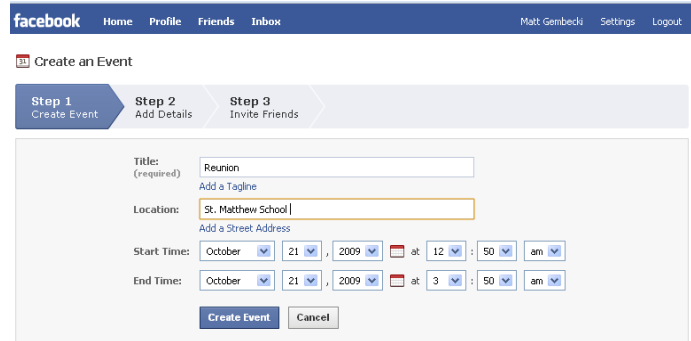 facebook Home Profile Friends Inbox Matt Gembecki Settings Logout
31 Create an Event
Step 1 Step 2 Step 3
Create Event Add Details Invite Friends
Title: Reunion
(required)
Add a Tagline
Location: St. Matthew School
Add a Street Address
Start Time: October 21 , 2009 at 12 : 50 am
End Time: October 21 , 2009 at 3 : 50 am
Create Event Cancel